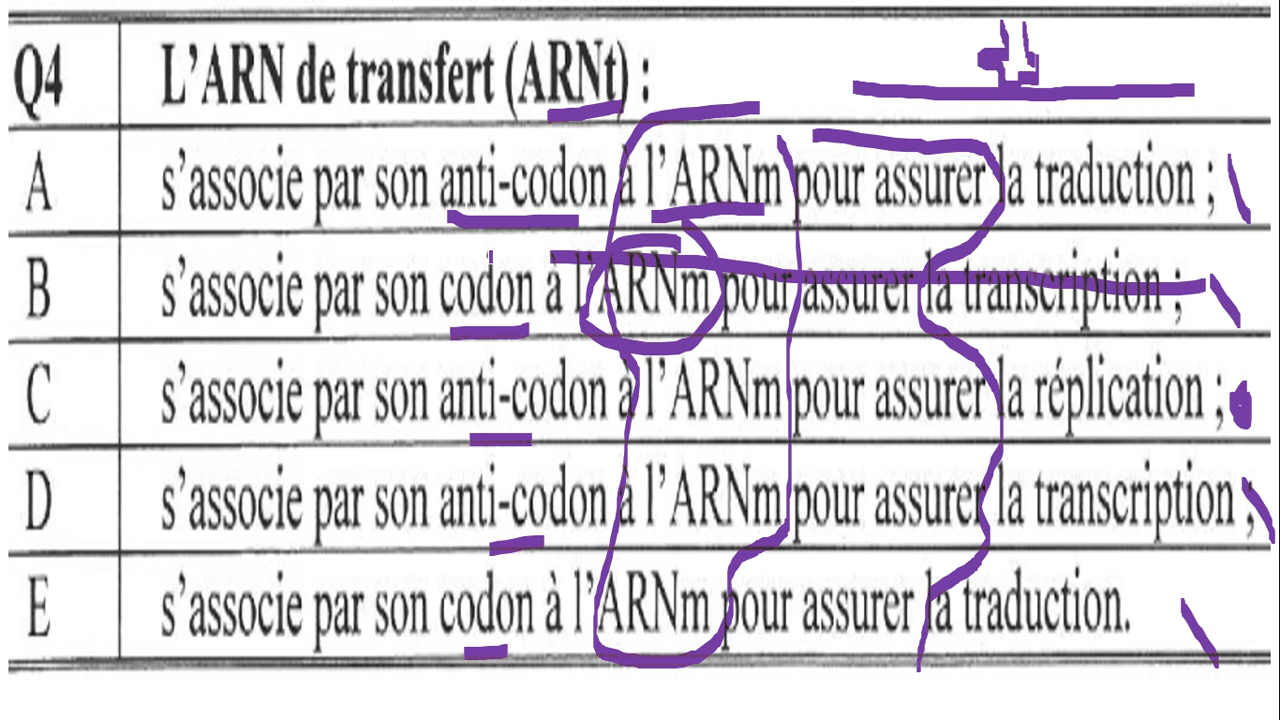 Q4 L’ARN de transfert (ARNt) :
A s’associe par son anti-codon à l’ARNm pour assurer la traduction ;
B s’associe par son codon à l’ARNm pour assurer la transcription ;
C s’associe par son anti-codon à l’ARNm pour assurer la réplication ;
D s’associe par son anti-codon à l’ARNm pour assurer la transcription ;
E s’associe par son codon à l’ARNm pour assurer la traduction.